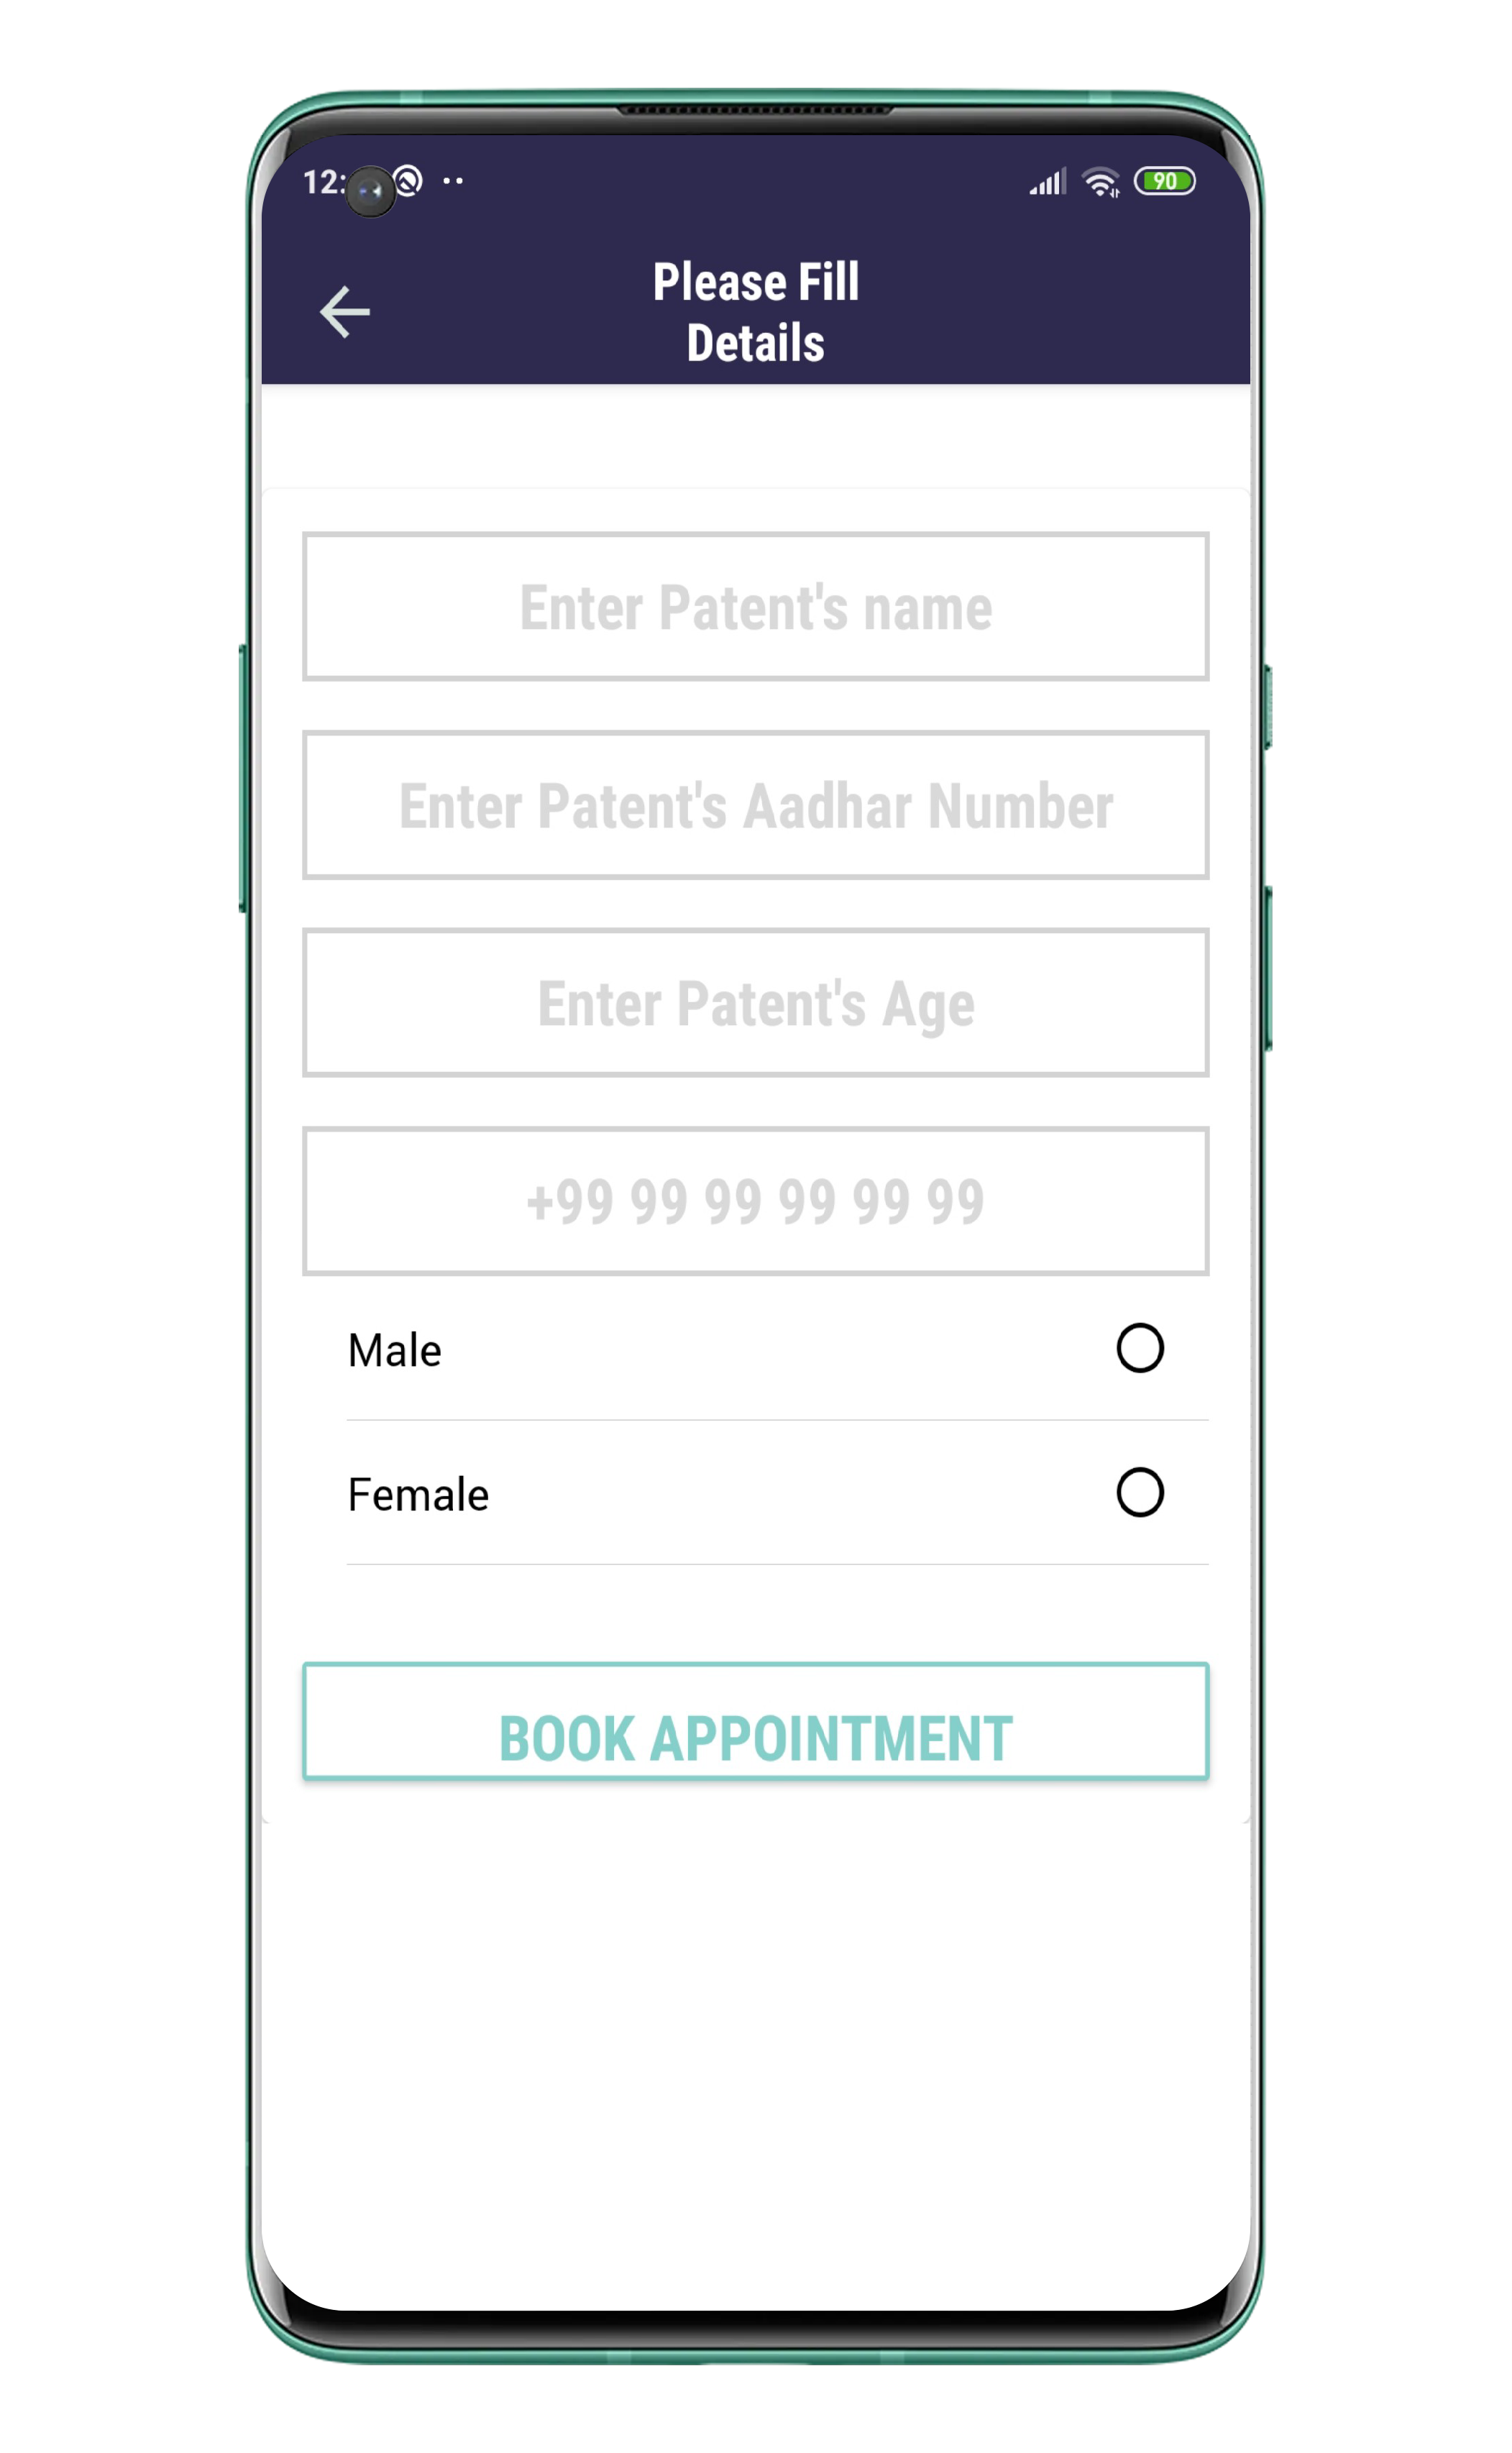 12:
90
Please Fill
Details
Enter Patent's name
Enter Patent's Aadhar Number
Enter Patent's Age
+99 99 99 99 99 99
Male
Female
BOOK APPOINTMENT